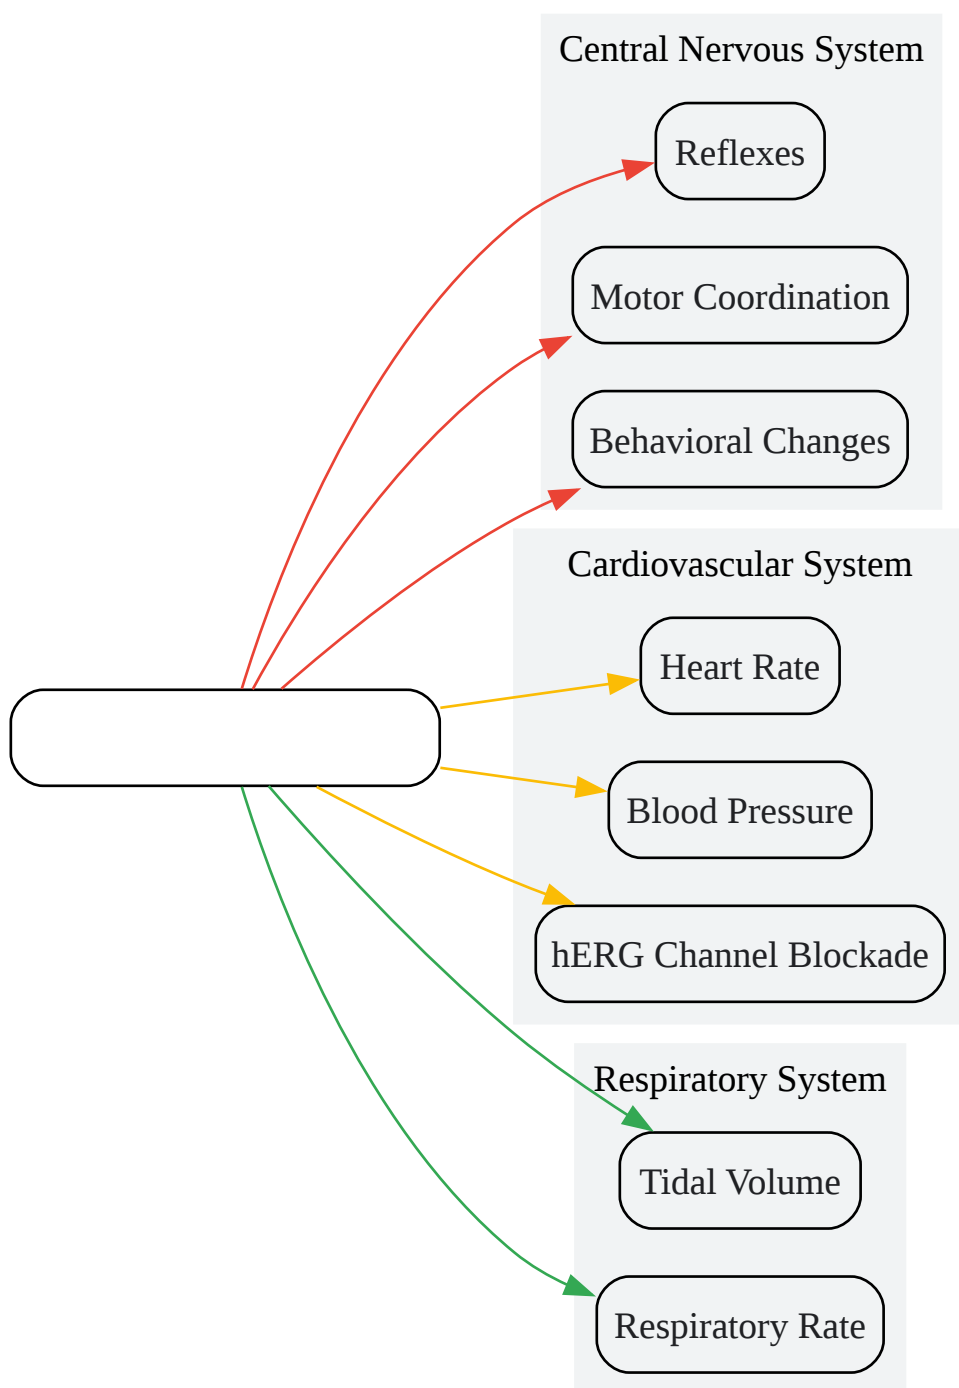 Central Nervous System
Reflexes
Motor Coordination
Behavioral Changes
Cardiovascular System
Heart Rate
Blood Pressure
hERG Channel Blockade
Respiratory System
Tidal Volume
Respiratory Rate